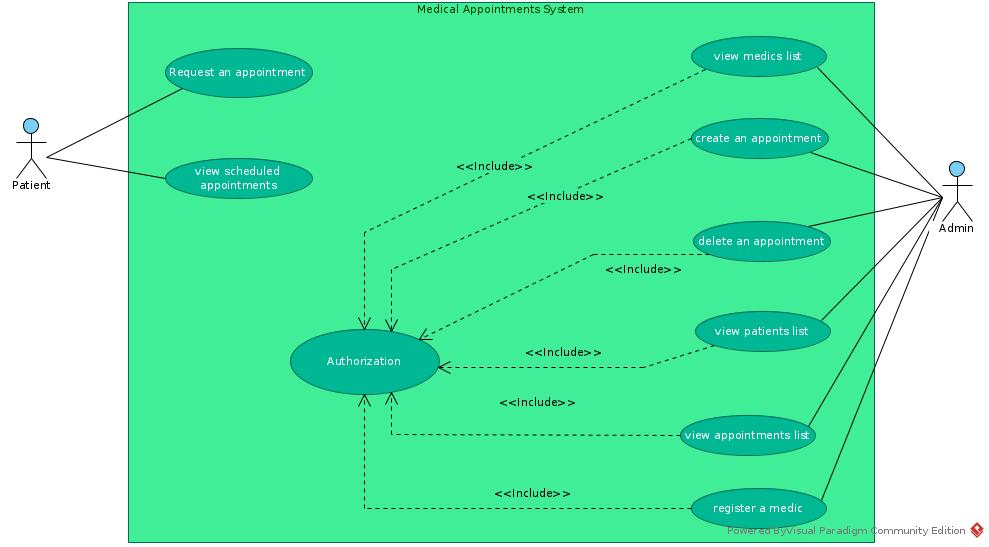 Medical Appointments System
Request an appointment
view scheduled
appointments
Patient
view medics list
create an appointment
delete an appointment
view patients list
view appointments list
register a medic
Admin
<<Include>>
<<Include>>
<<Include>>
<<Include>>
<<Include>>
<<Include>>
Authorization
Powered ByVisual Paradigm Community Edition